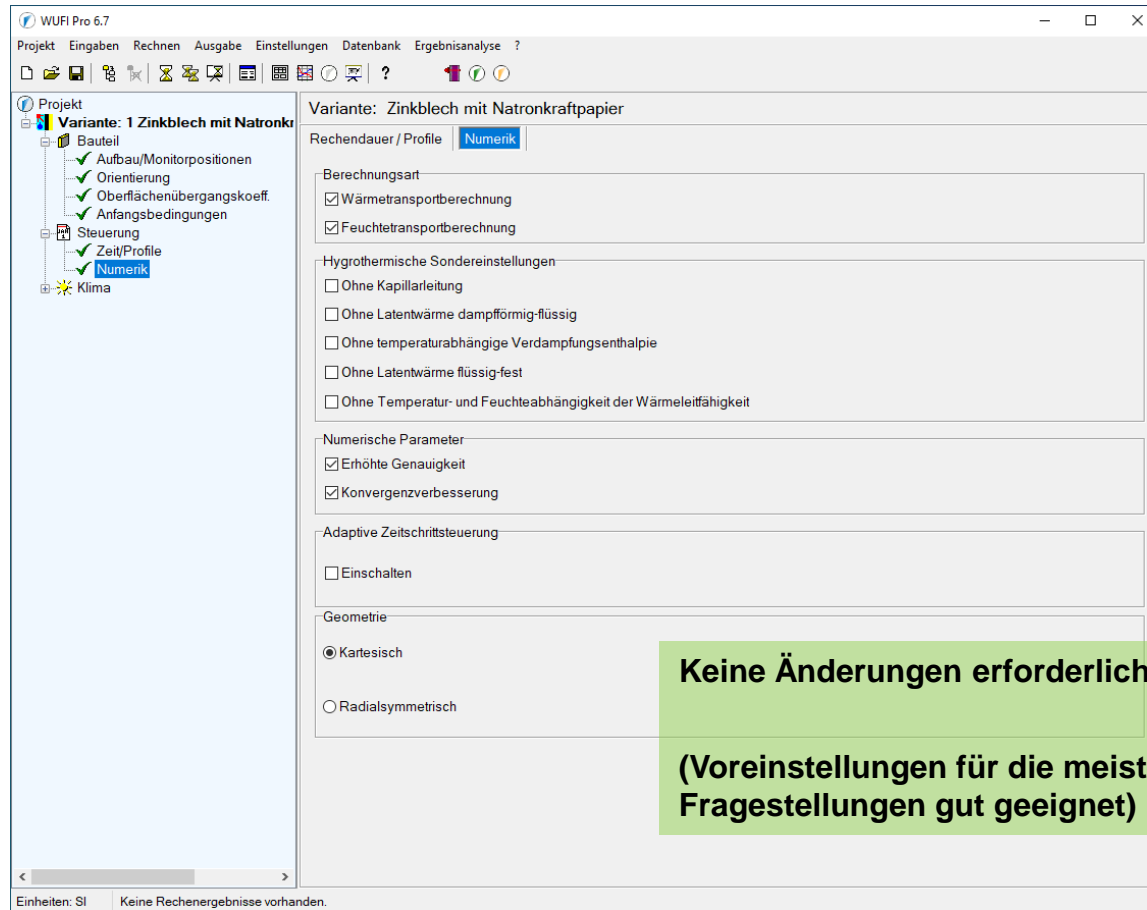 WUFI Pro 6.7
Projekt Eingaben Rechnen Ausgabe Einstellungen Datenbank Ergebnisanalyse ?
?
Projekt
Variante: 1 Zinkblech mit Natronkr
Bauteil
Aufbau/Monitorpositionen
Orientierung
Oberflächenübergangskoeff.
Anfangsbedingungen
Steuerung
Zeit/Profile
Numerik
Klima
Variante: Zinkblech mit Natronkraftpapier
Rechendauer / Profile Numerik
Berechnungsart
Wärmetransportberechnung
Feuchtetransportberechnung
Hygrothermische Sondereinstellungen
Ohne Kapillarleitung
Ohne Latentwärme dampfförmig-flüssig
Ohne temperaturabhängige Verdampfungsenthalpie
Ohne Latentwärme flüssig-fest
Ohne Temperatur- und Feuchteabhängigkeit der Wärmeleitfähigkeit
Numerische Parameter
Erhöhte Genauigkeit
Konvergenzverbesserung
Adaptive Zeitschrittsteuerung
Einschalten
Geometrie
Kartesisch
Radialsymmetrisch
Keine Änderungen erforderlich
(Voreinstellungen für die meist
Fragestellungen gut geeignet)
Einheiten: SI Keine Rechenergebnisse vorhanden.